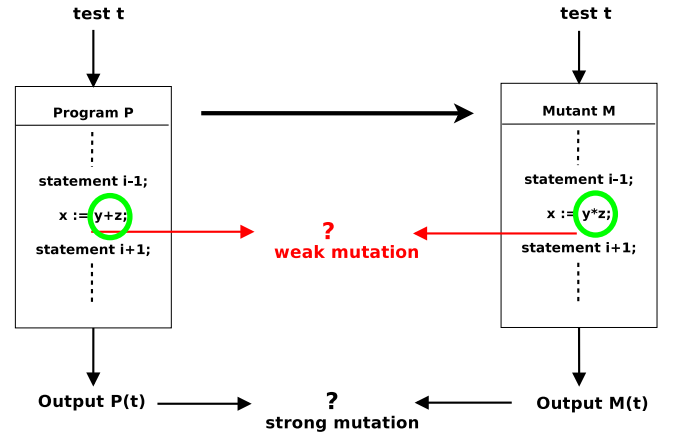 test t
test t
Program P
Mutant M
statement i-1;
statement i-1;
x := y+z;
x := y*z;
?
weak mutation
statement i+1;
statement i+1;
Output P(t)
?
Output M(t)
strong mutation